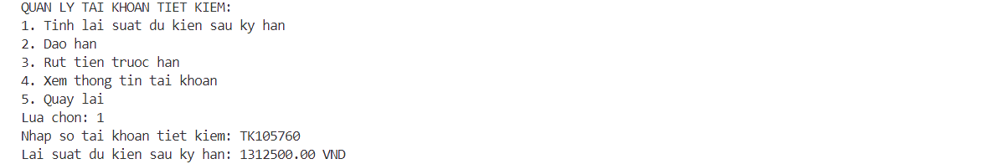 QUAN LY TAI KHOAN TIET KIEM:
1. Tinh lai suat du kien sau ky han
2. Dao han
3. Rut tien truoc han
4. Xem thong tin tai khoan
5. Quay lai
Lua chon: 1
Nhap so tai khoan tiet kiem: TK105760
Lai suat du kien sau ky han: 1312500.00 VND